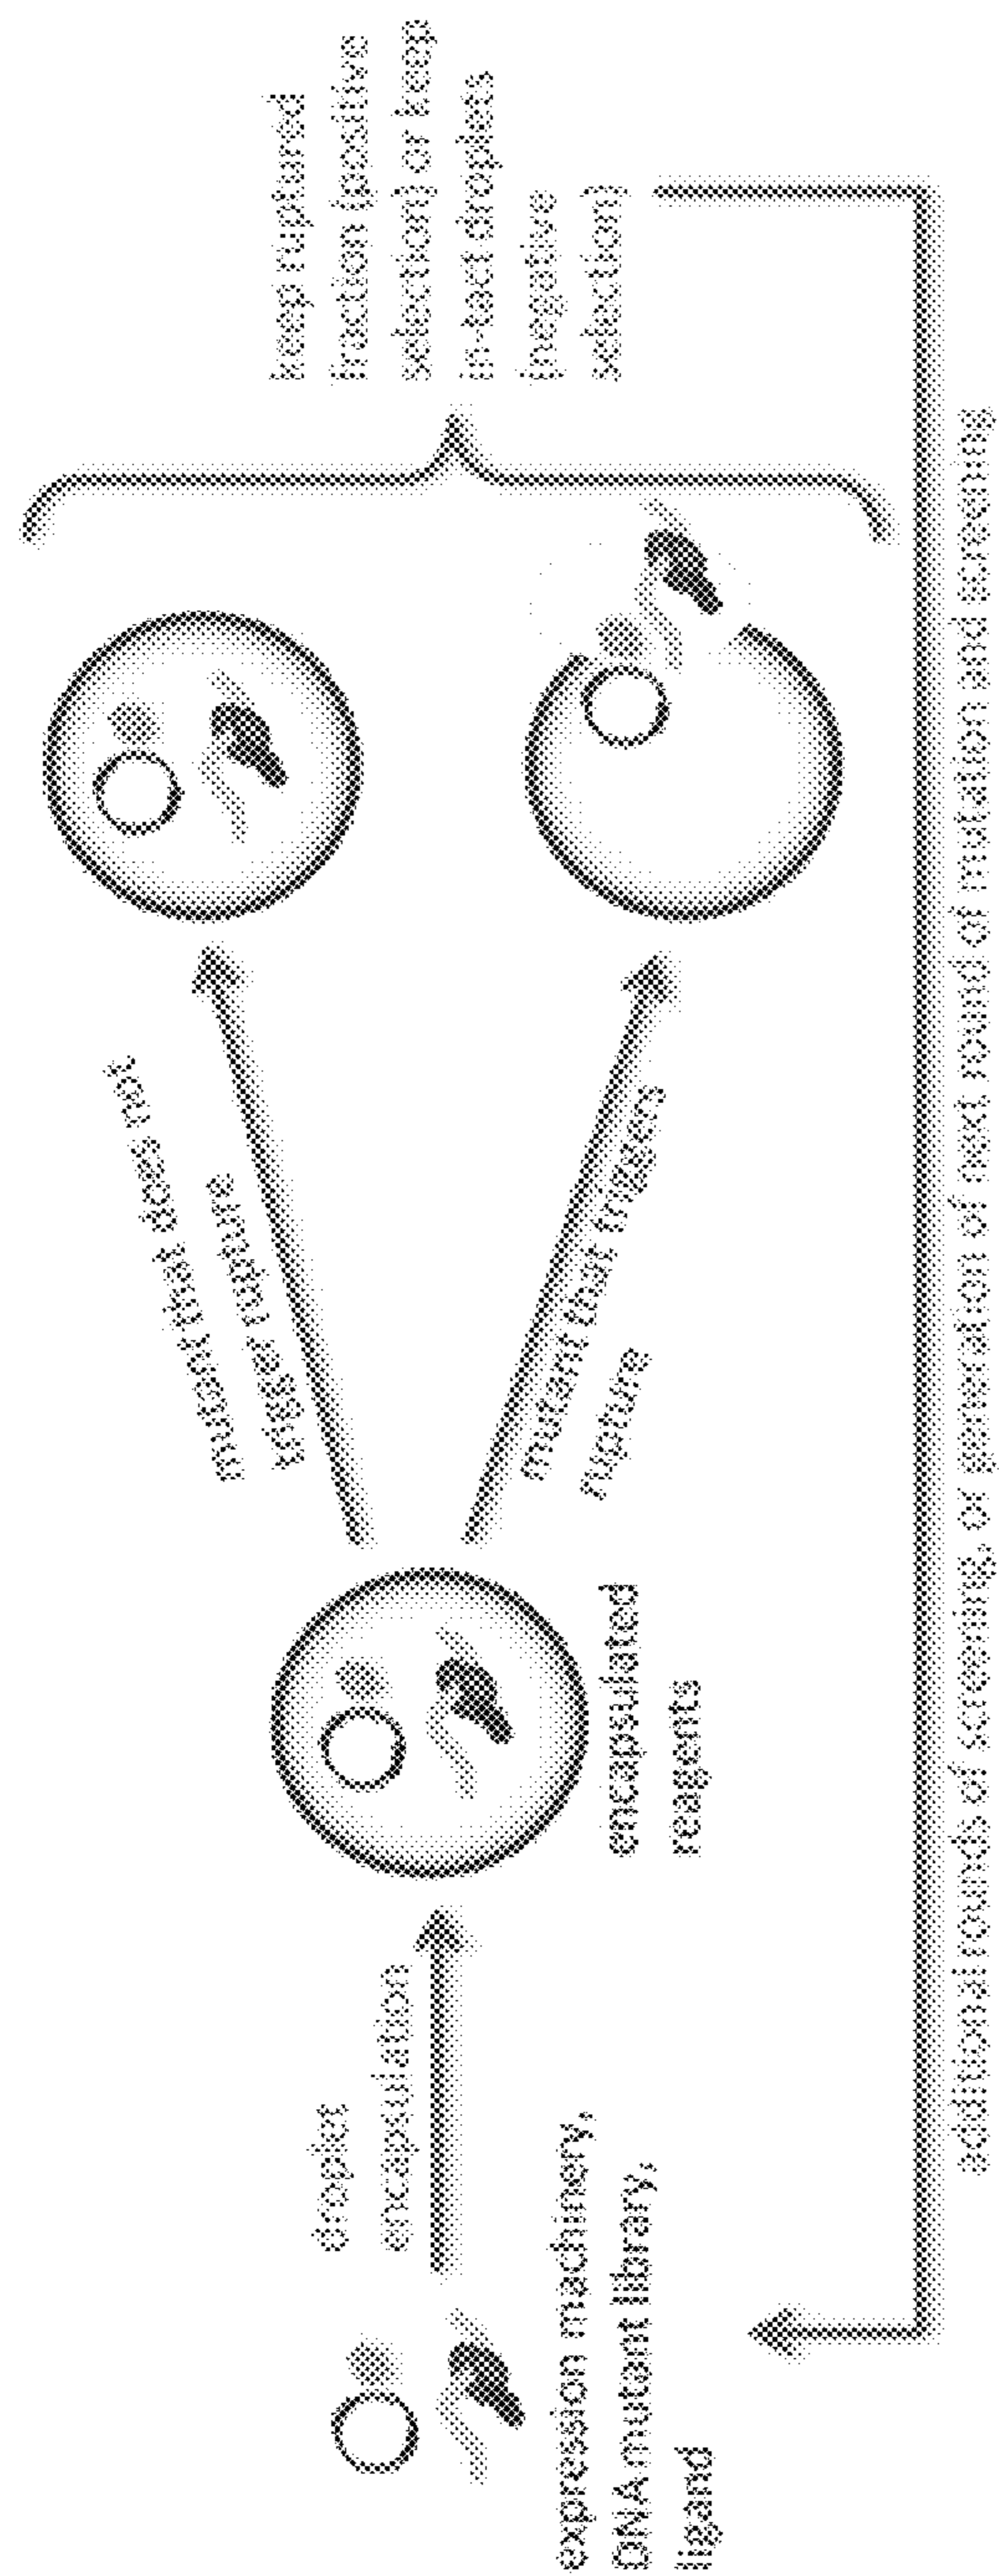 expression machinery,
DNA mutant library,
ligand
droplet
encapsulation
encapsulated
reagents
mutant that does not
trigger rupture
mutant that triggers
rupture
keep ruptured
fraction (positive
selection) or keep
in-tact droplets
(negative
selection)
additional rounds of screening, or generation of next round of mutation and screening